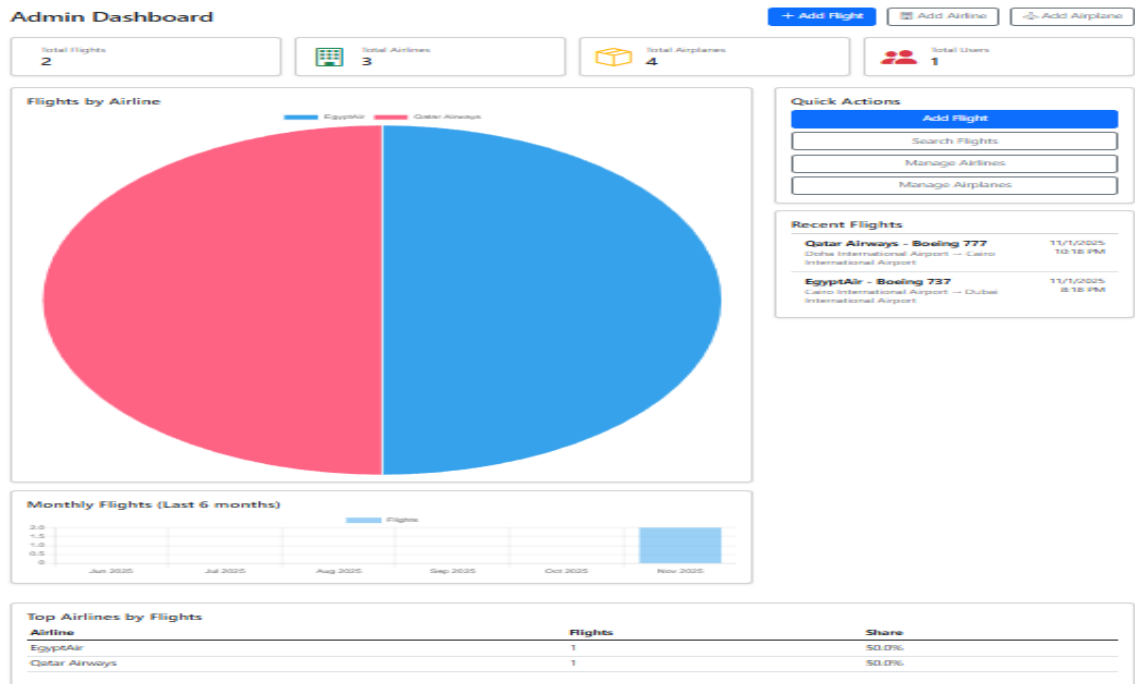 Admin Dashboard
+ Add Flight
Add Airline
Add Airplane
Total Flights
2
Total Airlines
3
Total Airplanes
4
Total Users
1
Flights by Airline
EgyptAir
Qatar Airways
Quick Actions
Add Flight
Search Flights
Manage Airlines
Manage Airplanes
Recent Flights
Qatar Airways - Boeing 777
11/1/2025
10:18 PM
Doha International Airport → Cairo
International Airport
EgyptAir - Boeing 737
11/1/2025
8:18 PM
Cairo International Airport → Dubai
International Airport
Monthly Flights (Last 6 months)
Flights
2.0
1.5
1.0
0.5
0
Jun 2025
Jul 2025
Aug 2025
Sep 2025
Oct 2025
Nov 2025
Top Airlines by Flights
Airline Flights Share
EgyptAir 1 50.0%
Qatar Airways 1 50.0%